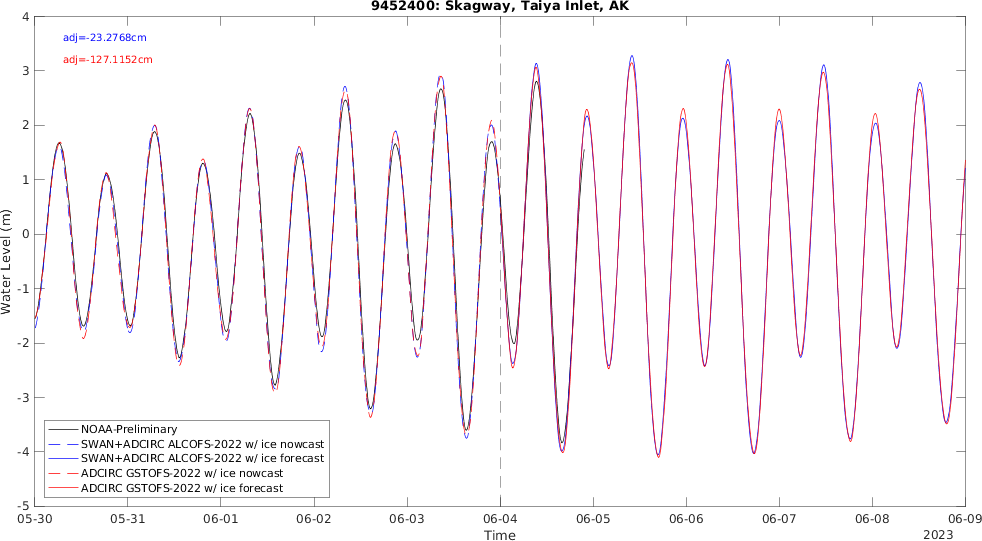 9452400: Skagway, Taiya Inlet, AK
adj=-23.2768cm
adj=-127.1152cm
Water Level (m)
4
3
2
1
0
-1
-2
-3
-4
-5
NOAA-Preliminary
SWAN+ADCIRC ALCOFS-2022 w/ ice nowcast
SWAN+ADCIRC ALCOFS-2022 w/ ice forecast
ADCIRC GSTOFS-2022 w/ ice nowcast
ADCIRC GSTOFS-2022 w/ ice forecast
05-30 05-31 06-01 06-02 06-03 06-04 06-05 06-06 06-07 06-08 06-09
Time
2023